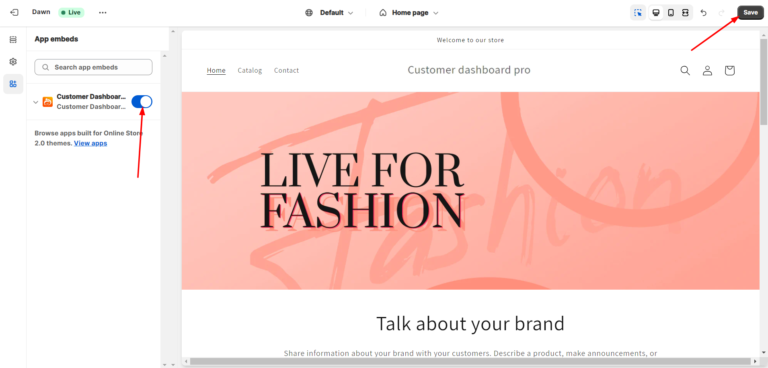 Dawn
Live
Default
Home page
Save
App embeds
Search app embeds
Customer Dashboar...
Customer Dashboar...
Browse apps built for Online Store
2.0 themes. View apps
Welcome to our store
Home
Catalog
Contact
Customer dashboard pro
Fashion
LIVE FOR
FASHION
Talk about your brand
Share information about your brand with your customers. Describe a product, make announcements, or